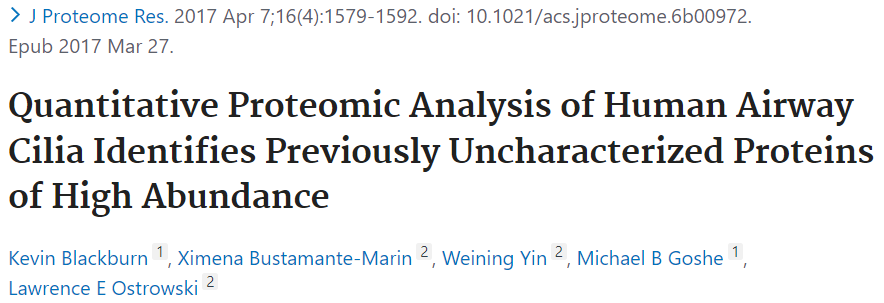 > J Proteome Res. 2017 Apr 7;16(4):1579-1592. doi: 10.1021/acs.jproteome.6b00972.
Epub 2017 Mar 27.
Quantitative Proteomic Analysis of Human Airway
Cilia Identifies Previously Uncharacterized Proteins
of High Abundance
Kevin Blackburn 1, Ximena Bustamante-Marin 2, Weining Yin 2, Michael B Goshe 1,
Lawrence E Ostrowski 2